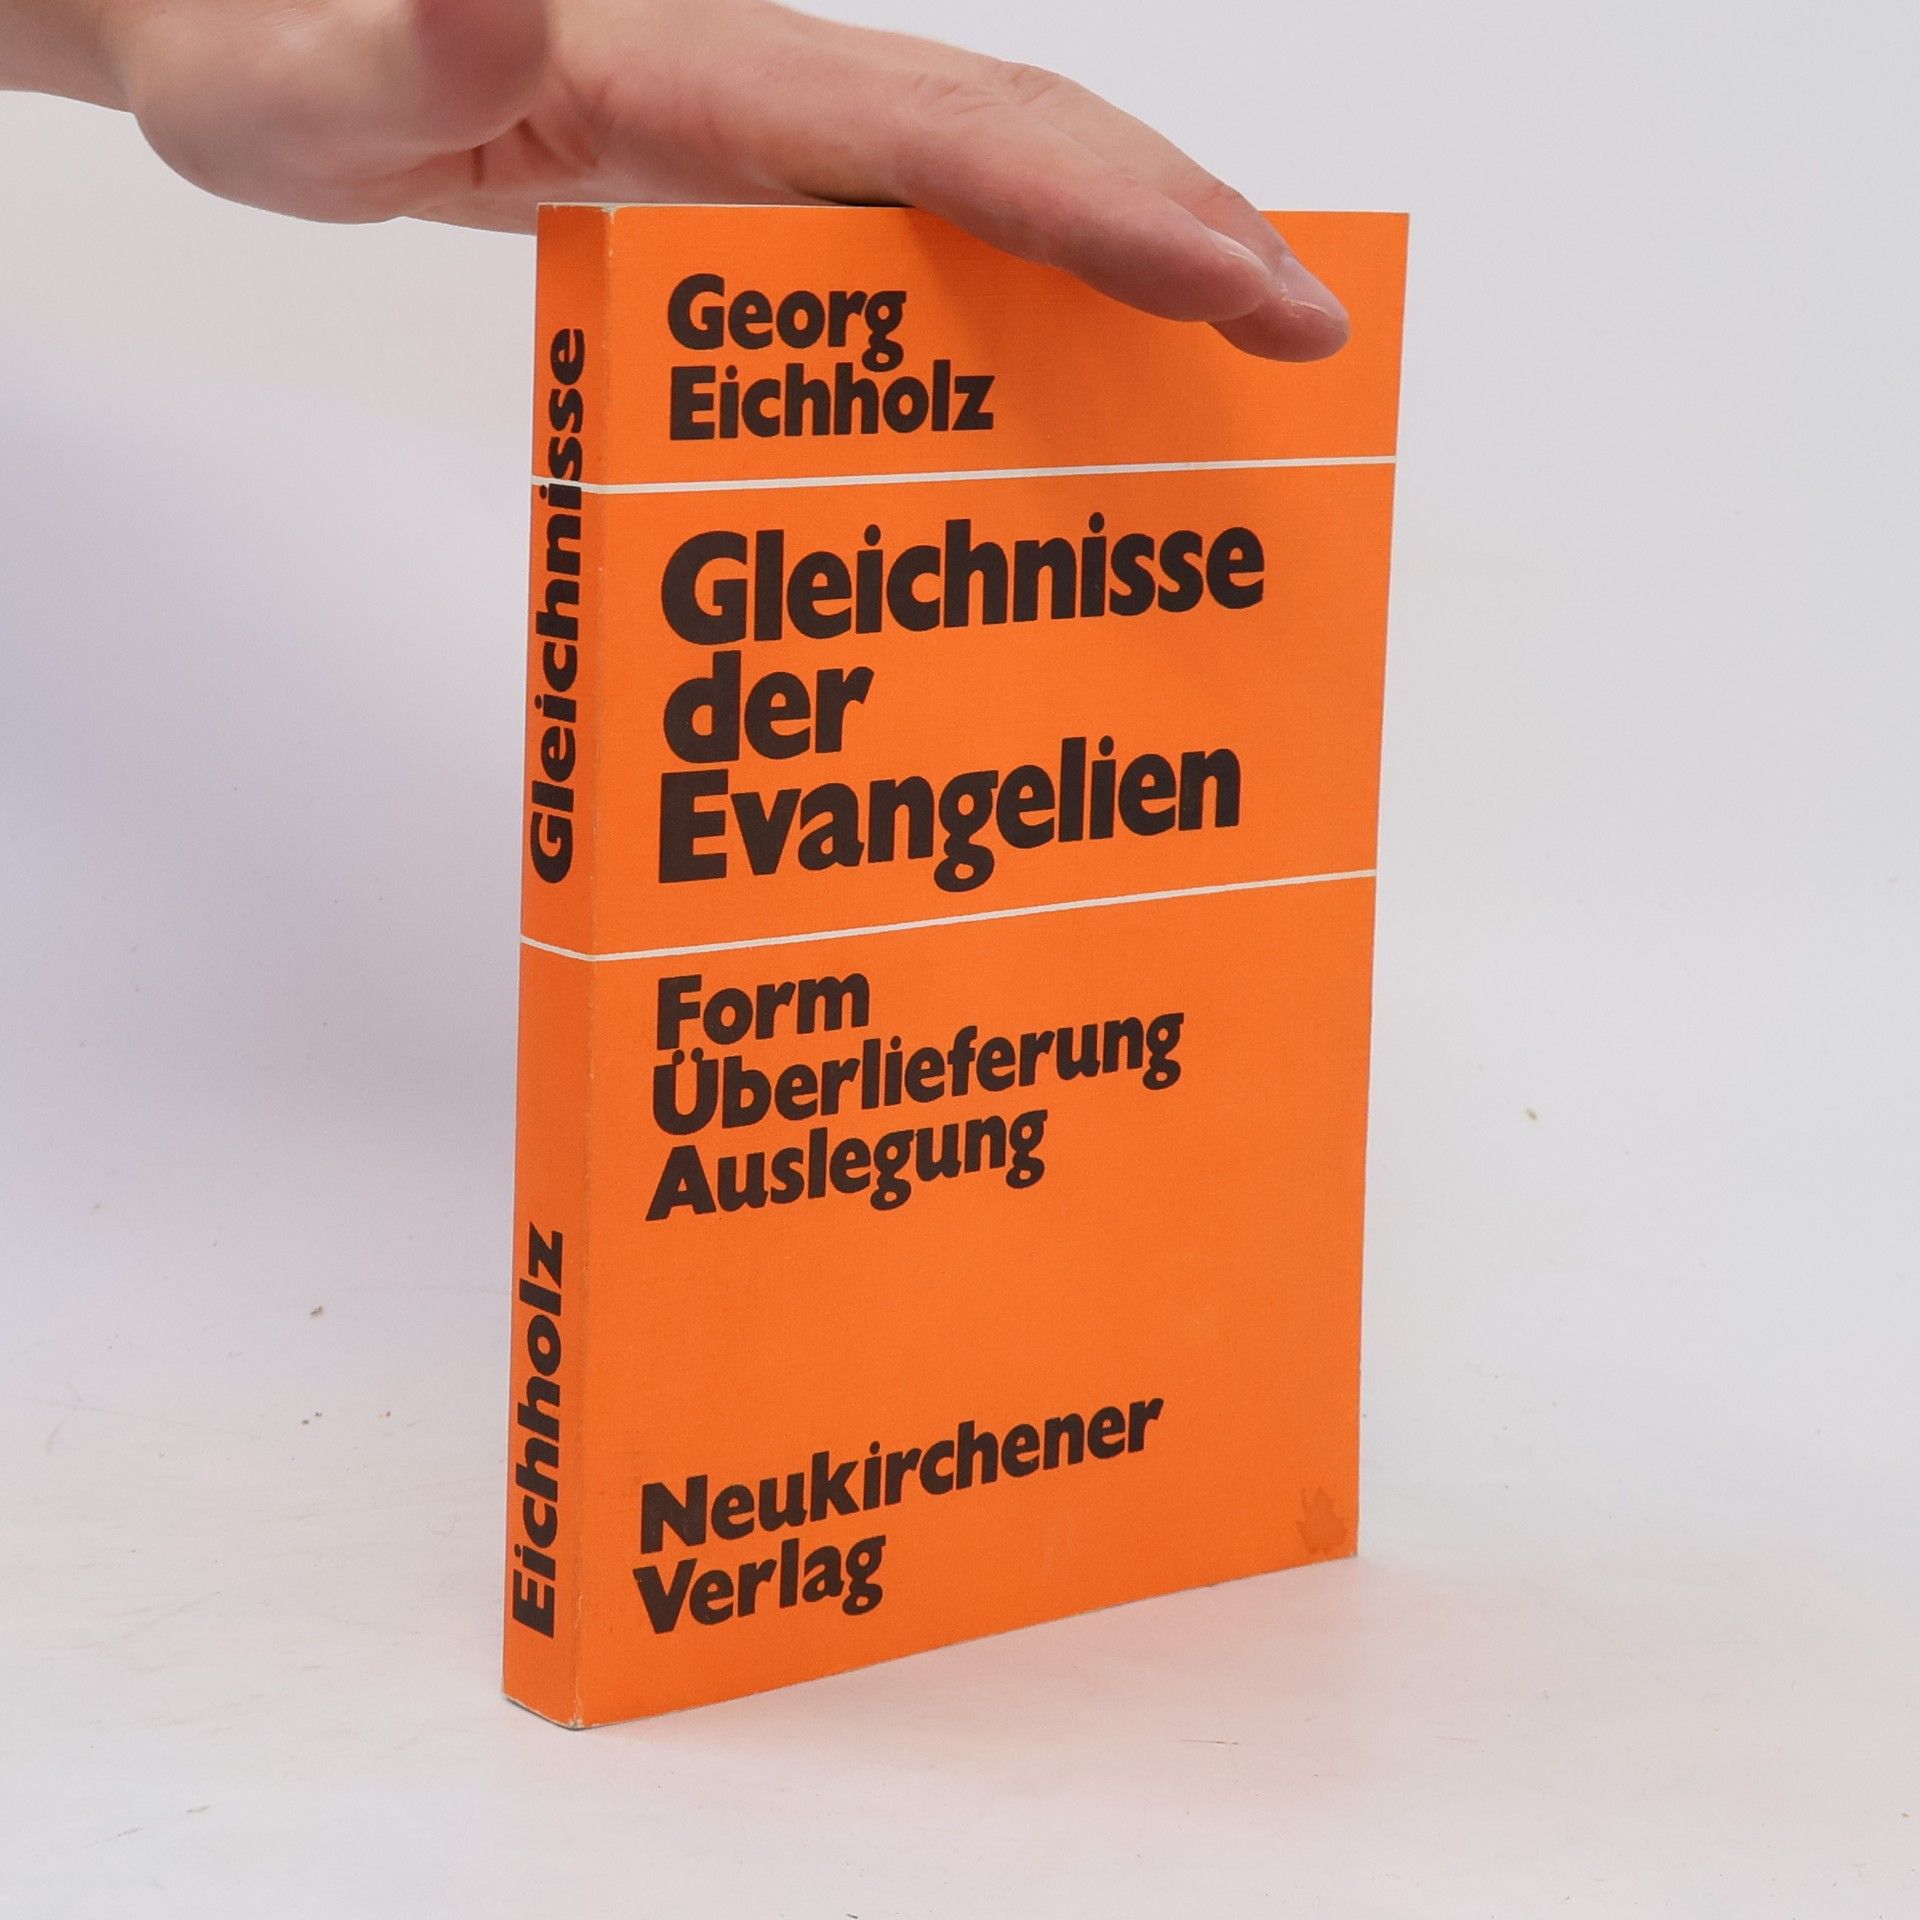 Georg
Eichholz
Gleichnisse
der
Evangelien
Form
Überlieferung
Auslegung
Neukirchener
Verlag
Eichholz
Gleichnisse